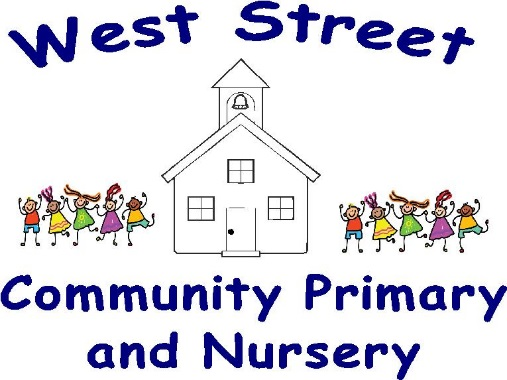 West Street
Community Primary
and Nursery